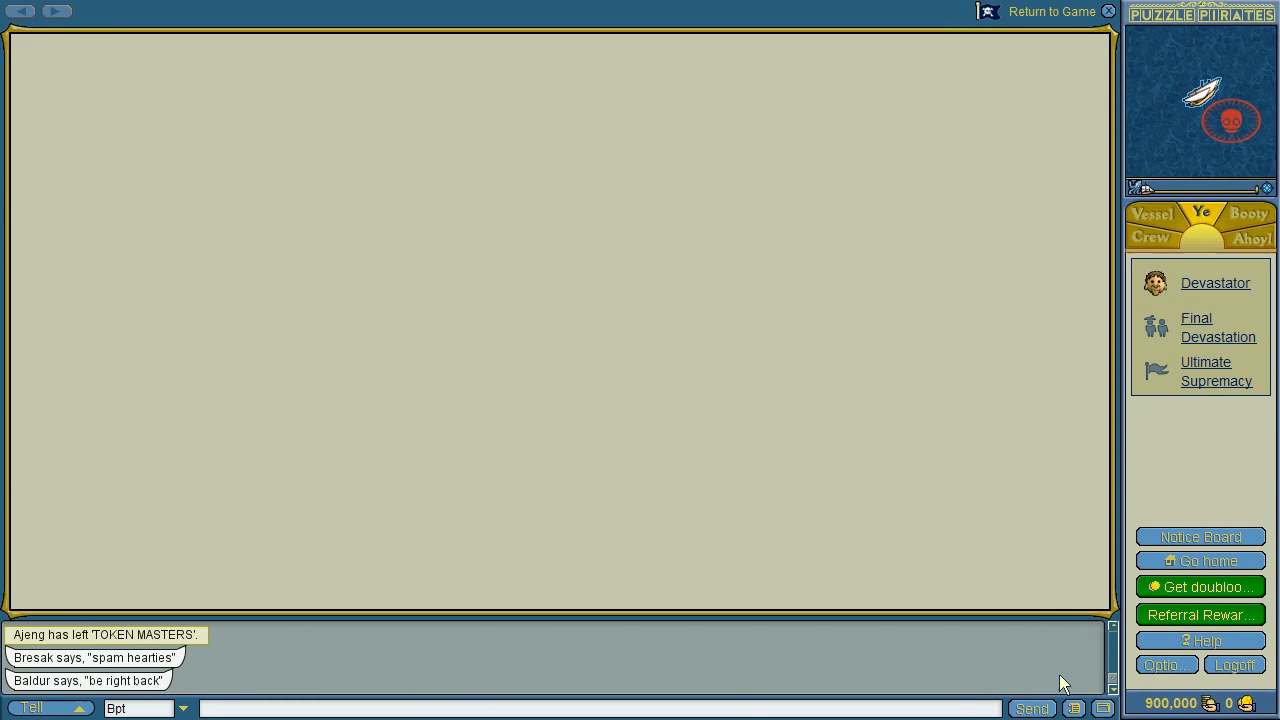 Return to Game
PUZZLE PIRATES
Vessel
Ye
Booty
Crew
Ahoy!
Devastator
Final
Devastation
Ultimate
Supremacy
Notice Board
Go home
Get doubloo...
Referral Rewar...
? Help
Optio...
Logoff
900,000
0
Ajeng has left 'TOKEN MASTERS'.
Bresak says, "spam hearties"
Baldur says, "be right back"
Tell
Bpt
Send